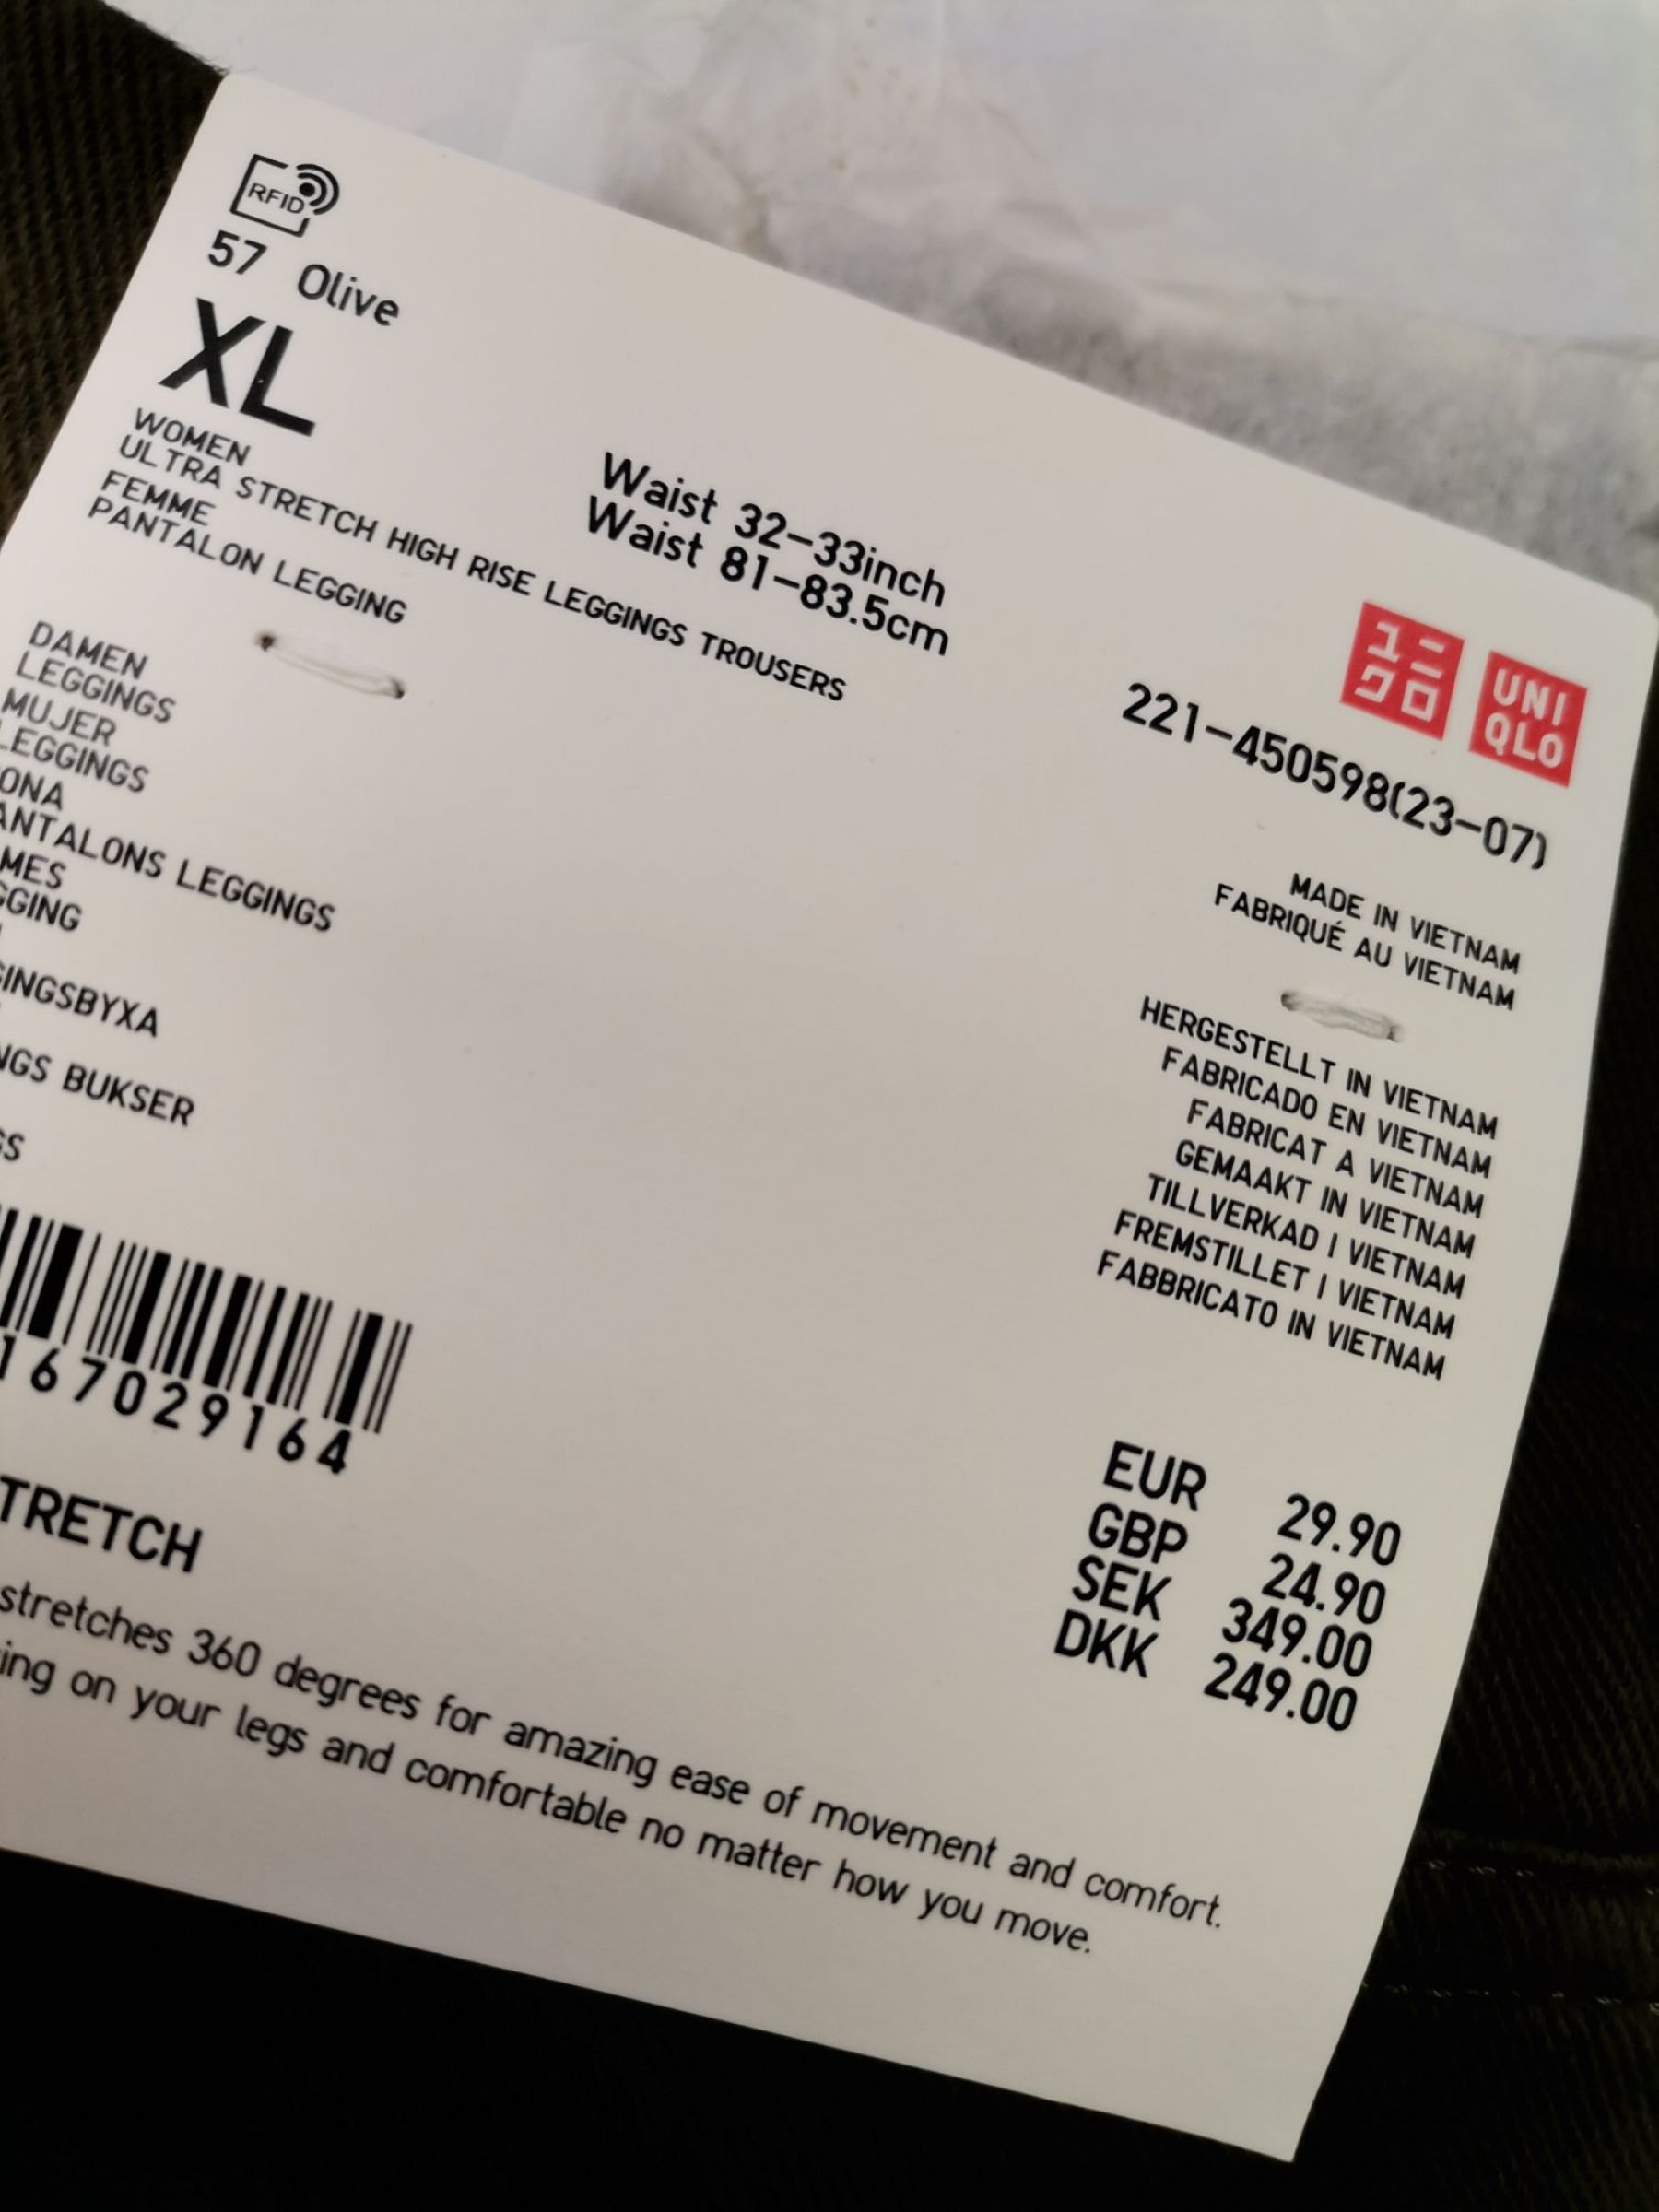 RFID
57 Olive
XL
WOMEN
ULTRA STRETCH HIGH RISE LEGGINGS TROUSERS
FEMME
PANTALON LEGGING
Waist 32-33inch
Waist 81-83.5cm
DAMEN
LEGGINGS
MUJER
LEGGINGS
ONA
ANTALONS LEGGINGS
MES
GGING
GINGSBYXA
NGS BUKSER
GS
167029164
ユニ
クロ
UNI
QLO
221-450598(23-07)
MADE IN VIETNAM
FABRIQUÉ AU VIETNAM
HERGESTELLT IN VIETNAM
FABRICADO EN VIETNAM
FABRICAT A VIETNAM
GEMAAKT IN VIETNAM
TILLVERKAD I VIETNAM
FREMSTILLET I VIETNAM
FABBRICATO IN VIETNAM
EUR 29.90
GBP 24.90
SEK 349.00
DKK 249.00
TRETCH
stretches 360 degrees for amazing ease of movement and comfort.
ing on your legs and comfortable no matter how you move.